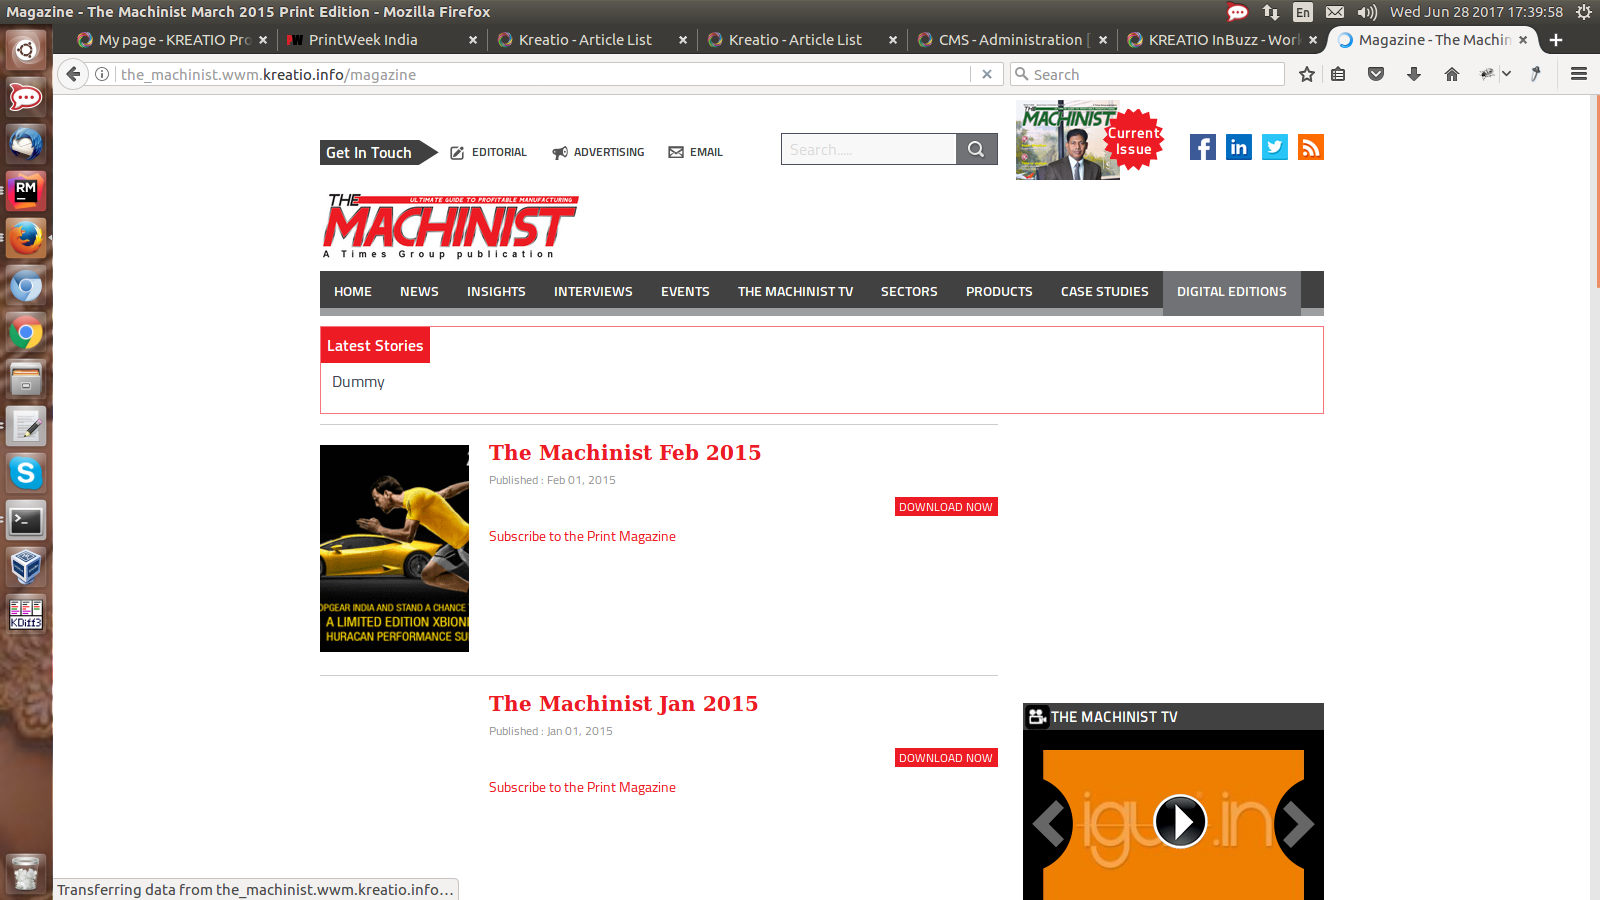 Magazine - The Machinist March 2015 Print Edition - Mozilla Firefox
En
Wed Jun 28 2017 17:39:58
My page - KREATIO Pro
PrintWeek India
Kreatio - Article List
Kreatio - Article List
CMS - Administration [
KREATIO InBuzz - Work
Magazine - The Machin
the_machinist.wwm.kreatio.info/magazine
Search
Get In Touch
EDITORIAL
ADVERTISING
EMAIL
Search.....
THE MACHINIST
Current
Issue
THE
ULTIMATE GUIDE TO PROFITABLE MANUFACTURING
MACHINIST
A Times Group publication
HOME
NEWS
INSIGHTS
INTERVIEWS
EVENTS
THE MACHINIST TV
SECTORS
PRODUCTS
CASE STUDIES
DIGITAL EDITIONS
Latest Stories
Dummy
The Machinist Feb 2015
Published : Feb 01, 2015
DOWNLOAD NOW
Subscribe to the Print Magazine
OPGEAR INDIA AND STAND A CHANCE
A LIMITED EDITION XBION
HURACAN PERFORMANCE SU
The Machinist Jan 2015
Published : Jan 01, 2015
DOWNLOAD NOW
Subscribe to the Print Magazine
THE MACHINIST TV
Transferring data from the_machinist.wwm.kreatio.info…
RM
KDiff3